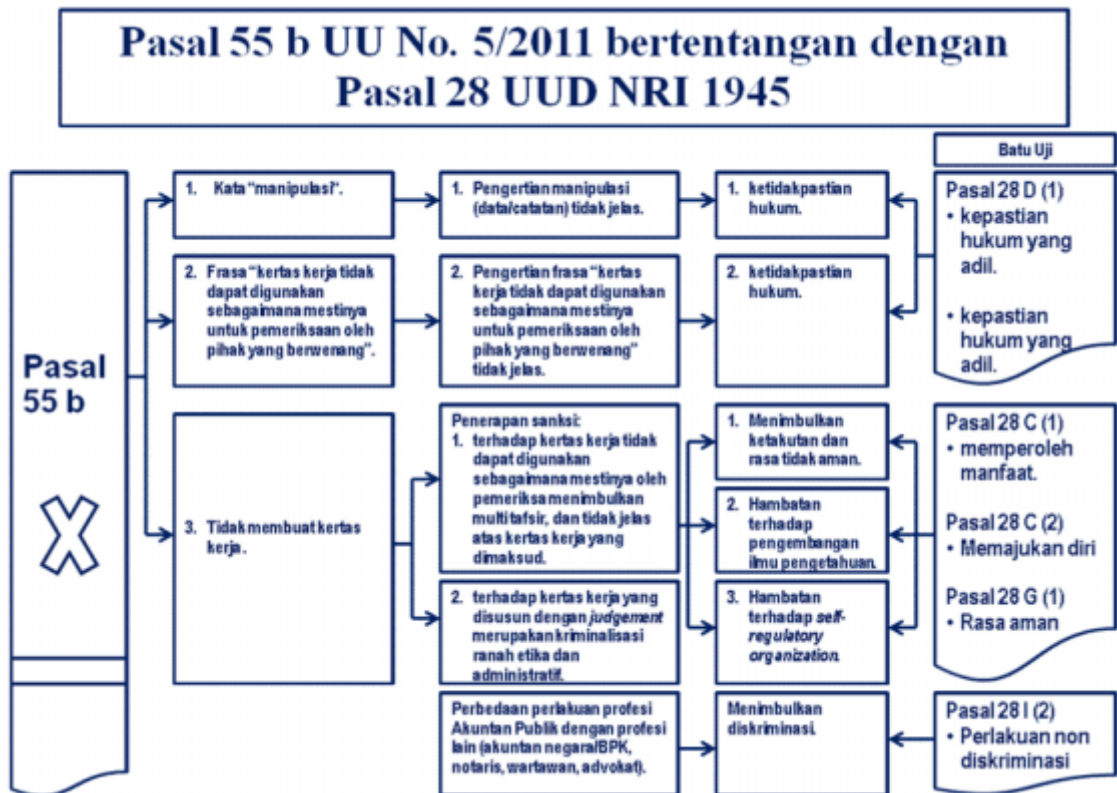 Pasal 55 b UU No. 5/2011 bertentangan dengan
Pasal 28 UUD NRI 1945
Batu Uji
Pasal
55 b
1. Kata "manipulasi".
1. Pengertian manipulasi
(data/catatan) tidak jelas.
1. ketidakpastian
hukum.
Pasal 28 D (1)
• kepastian
hukum yang
adil.
• kepastian
hukum yang
adil.
2. Frasa "kertas kerja tidak
dapat digunakan
sebagaimana mestinya
untuk pemeriksaan oleh
pihak yang berwenang".
2. Pengertian frasa "kertas
kerja tidak dapat digunakan
sebagaimana mestinya
untuk pemeriksaan oleh
pihak yang berwenang"
tidak jelas.
2. ketidakpastian
hukum.
3. Tidak membuat kertas
kerja.
Penerapan sanksi:
1. terhadap kertas kerja tidak
dapat digunakan
sebagaimana mestinya oleh
pemeriksa menimbulkan
multi tafsir, dan tidak jelas
atas kertas kerja yang
dimaksud.
2. terhadap kertas kerja yang
disusun dengan judgement
merupakan kriminalisasi
ranah etika dan
administratif.
1. Menimbulkan
ketakutan dan
rasa tidak aman.
2. Hambatan
terhadap
pengembangan
ilmu pengetahuan.
3. Hambatan
terhadap self-
regulatory
organization.
Pasal 28 C (1)
• memperoleh
manfaat.
Pasal 28 C (2)
• Memajukan diri
Pasal 28 G (1)
• Rasa aman
Perbedaan perlakuan profesi
Akuntan Publik dengan profesi
lain (akuntan negara/BPK,
notaris, wartawan, advokat).
Menimbulkan
diskriminasi.
Pasal 28 I (2)
• Perlakuan non
diskriminasi